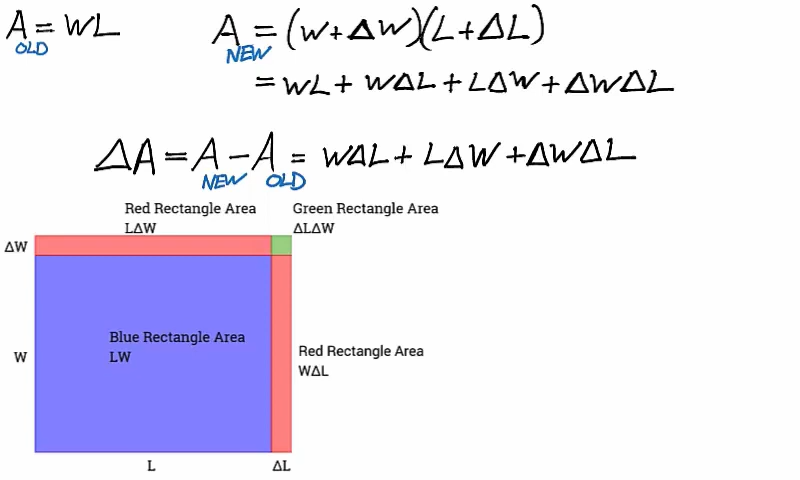 A = WL
OLD
A = (W+ΔW)(L+ΔL)
NEW
= WL + WΔL + LΔW + ΔWΔL
ΔA = A - A = WΔL + LΔW + ΔWΔL
NEW OLD
Red Rectangle Area
LΔW
Green Rectangle Area
ΔLΔW
ΔW
Blue Rectangle Area
LW
W
Red Rectangle Area
WΔL
L
ΔL